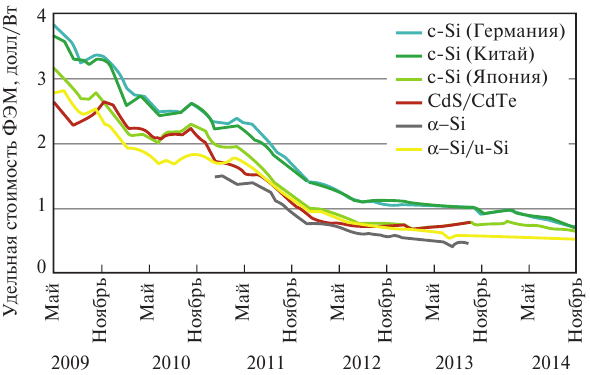 Удельная стоимость ФЭМ, долл/Вт
4
3
2
1
0
c-Si (Германия)
c-Si (Китай)
c-Si (Япония)
CdS/CdTe
α–Si
α–Si/u-Si
Май Ноябрь Май Ноябрь Май Ноябрь Май Ноябрь Май Ноябрь Май Ноябрь
2009 2010 2011 2012 2013 2014